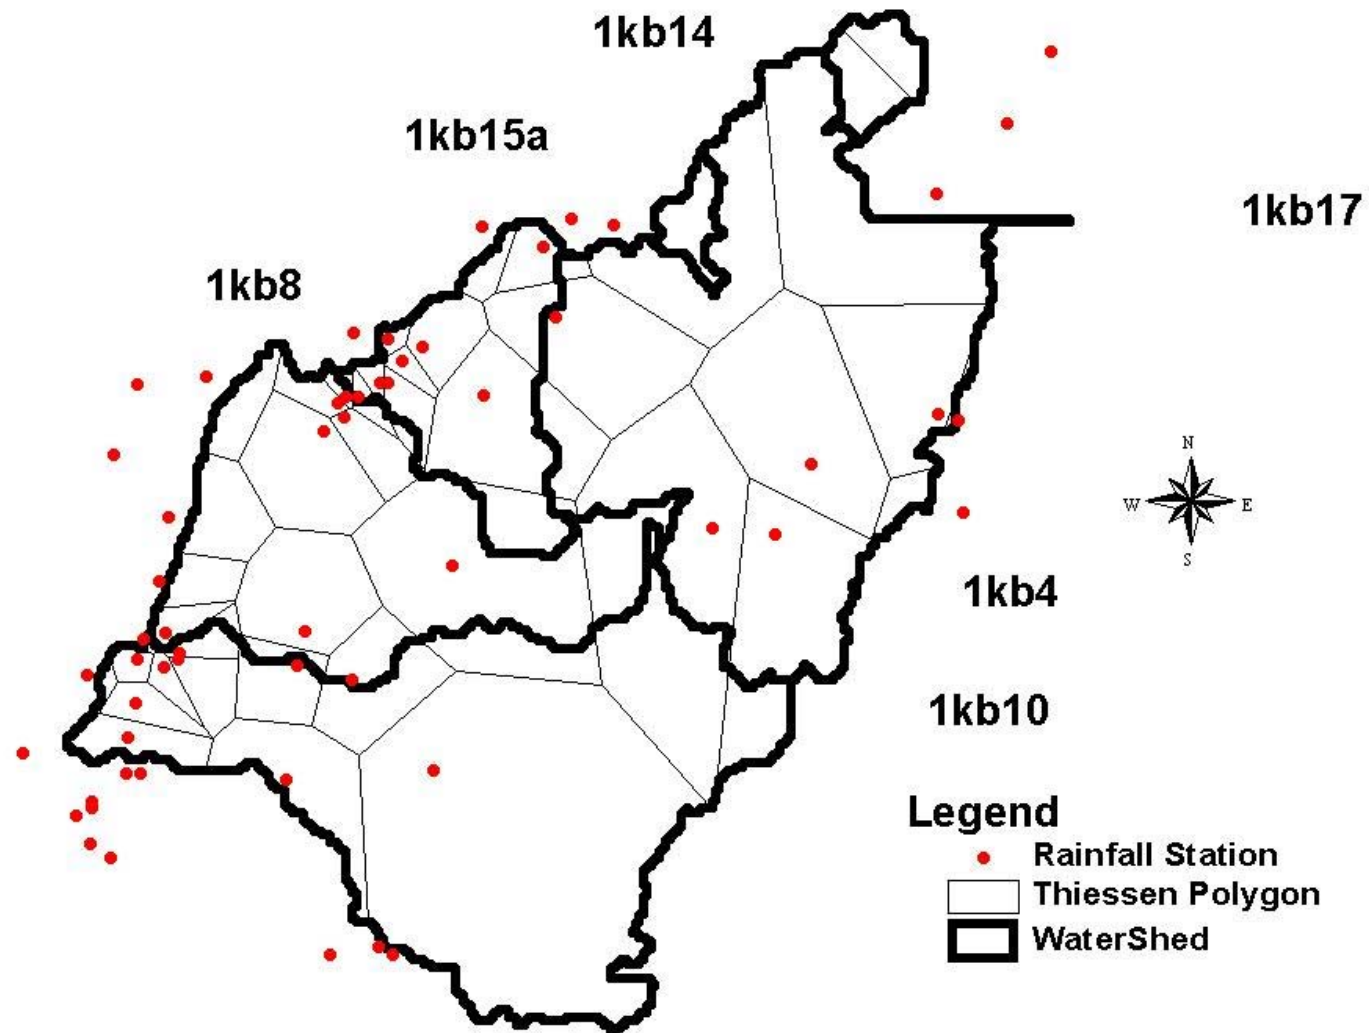 1kb14
1kb15a
1kb17
1kb8
N
W
E
S
1kb4
1kb10
Legend
Rainfall Station
Thiessen Polygon
WaterShed